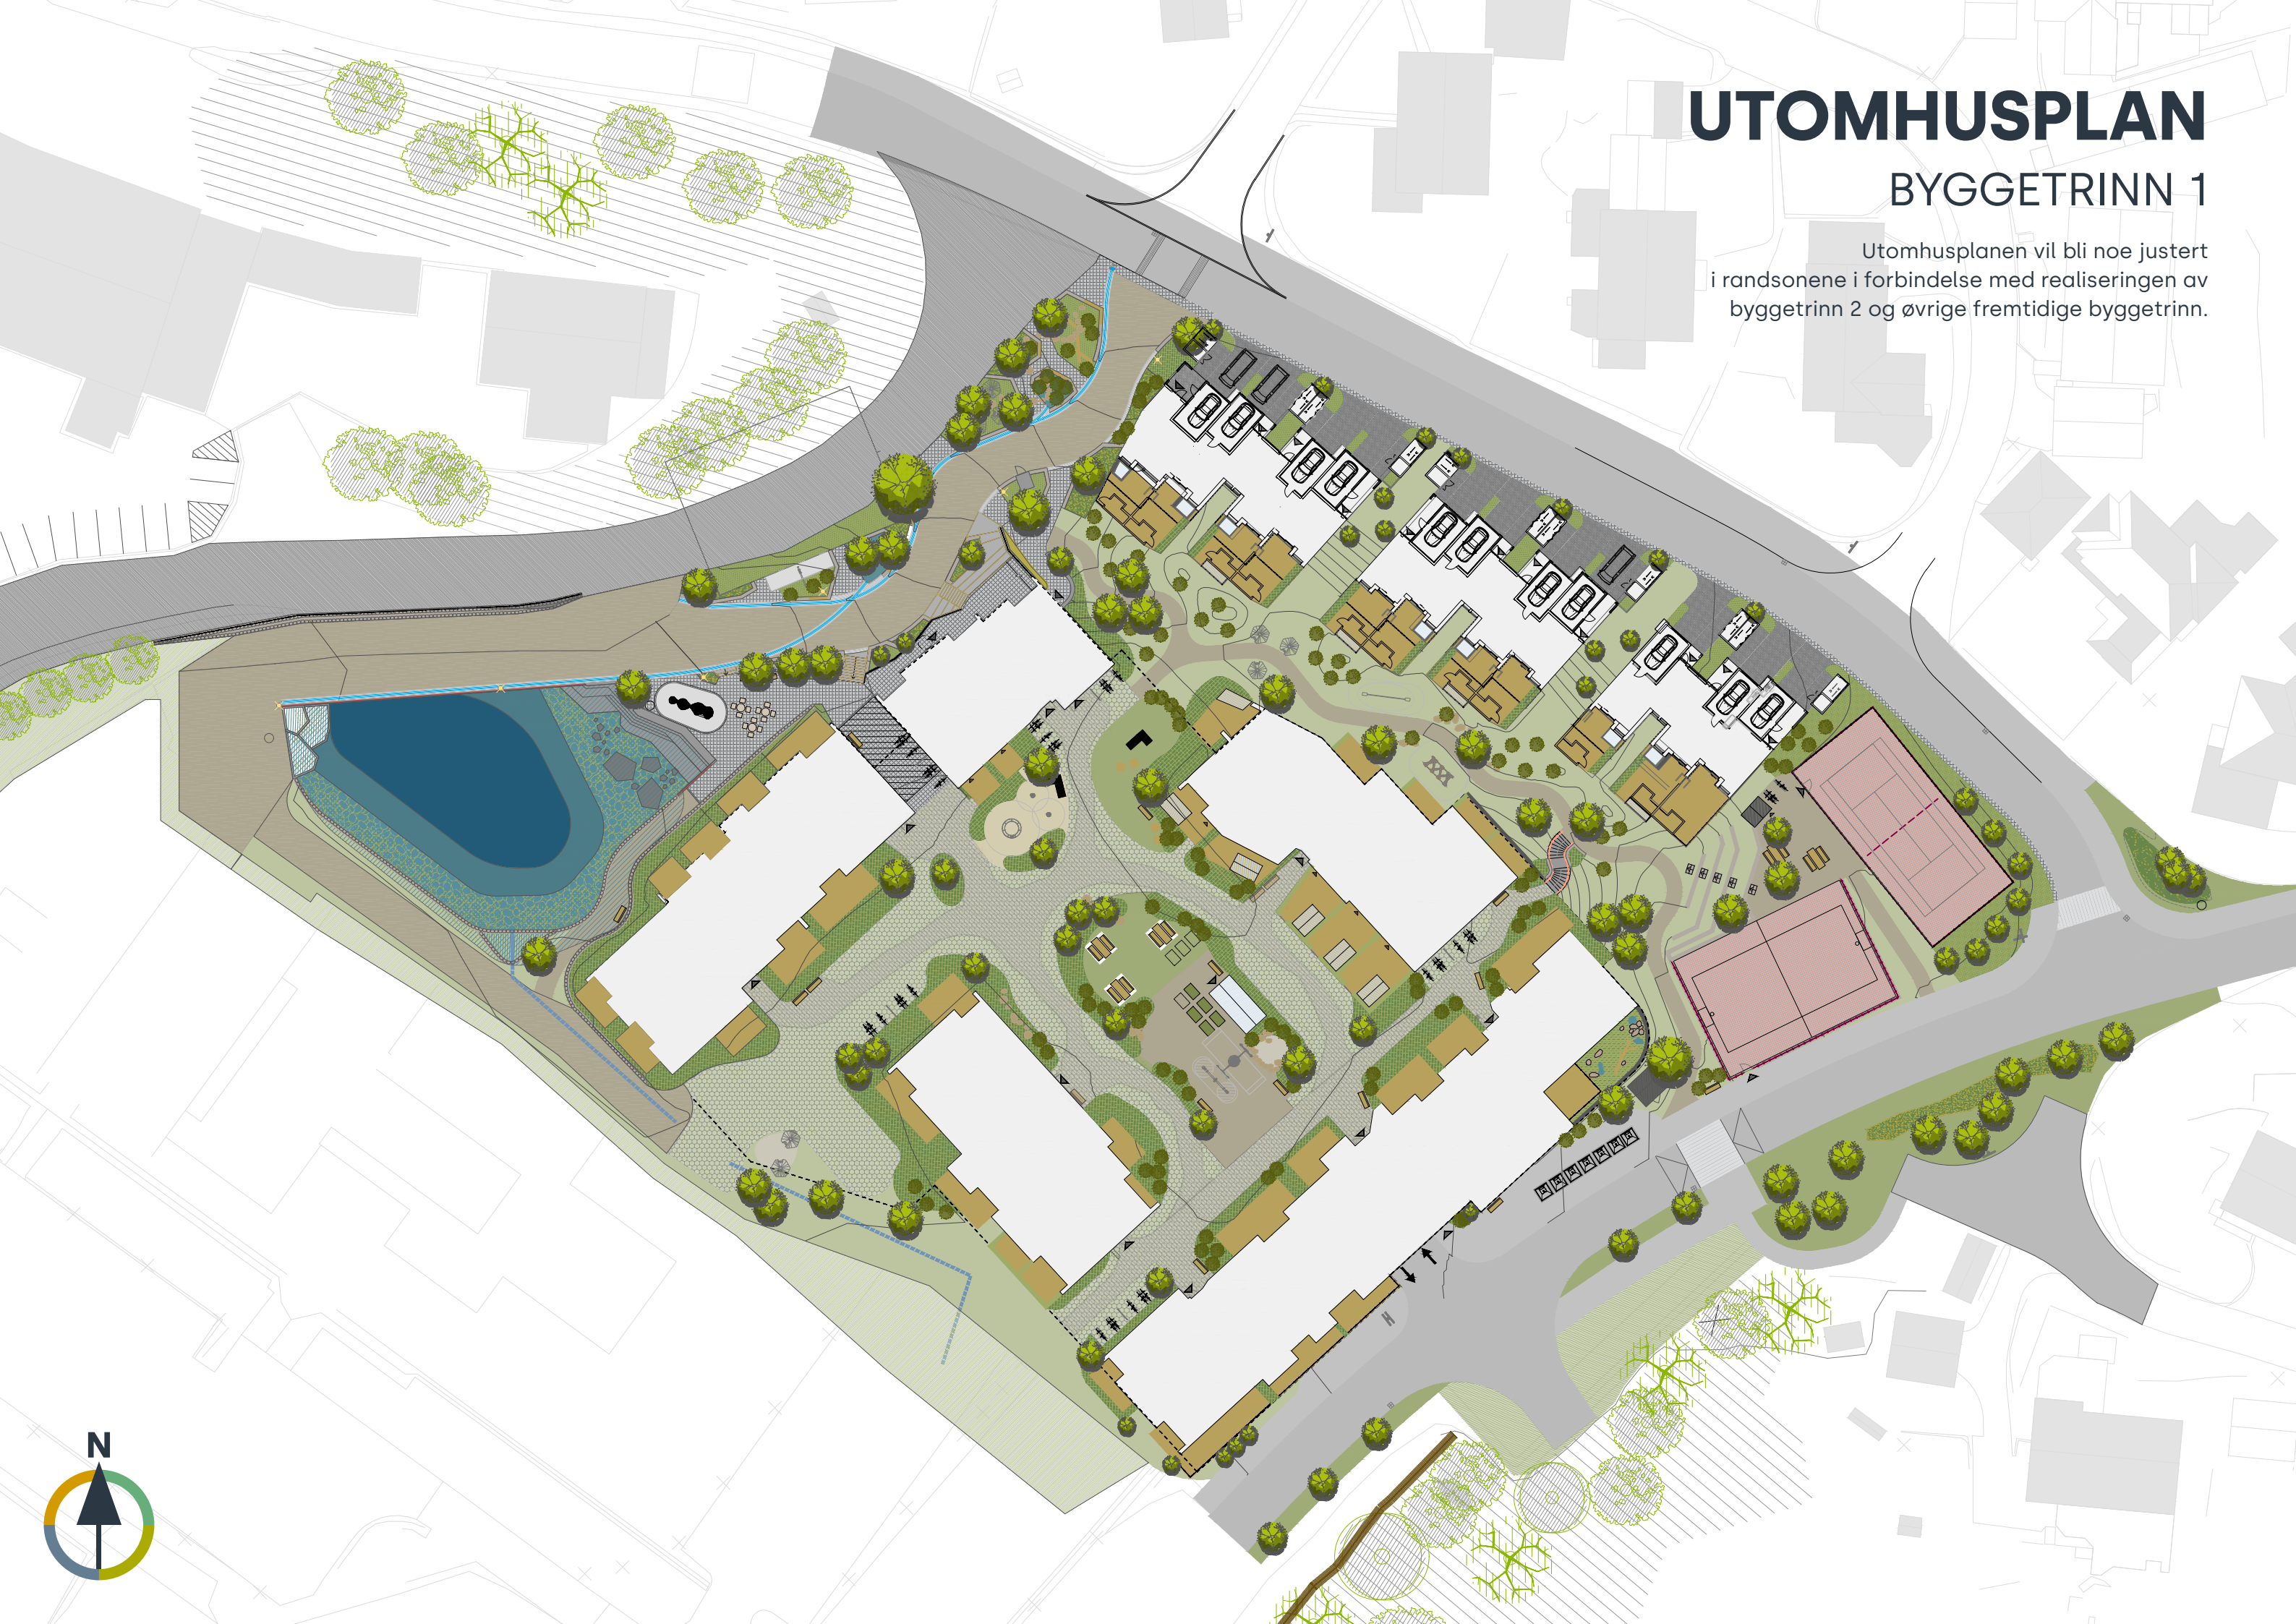 UTOMHUSPLAN
BYGGETRINN 1
Utomhusplanen vil bli noe justert
i randsonene i forbindelse med realiseringen av
byggetrinn 2 og øvrige fremtidige byggetrinn.
H
N